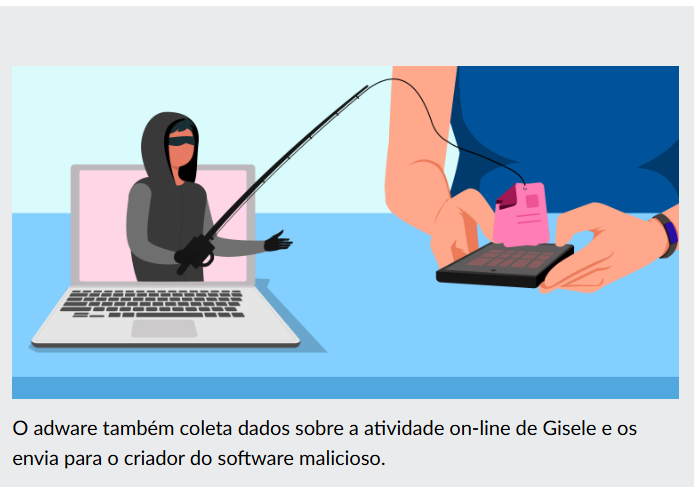 O adware também coleta dados sobre a atividade on-line de Gisele e os
envia para o criador do software malicioso.